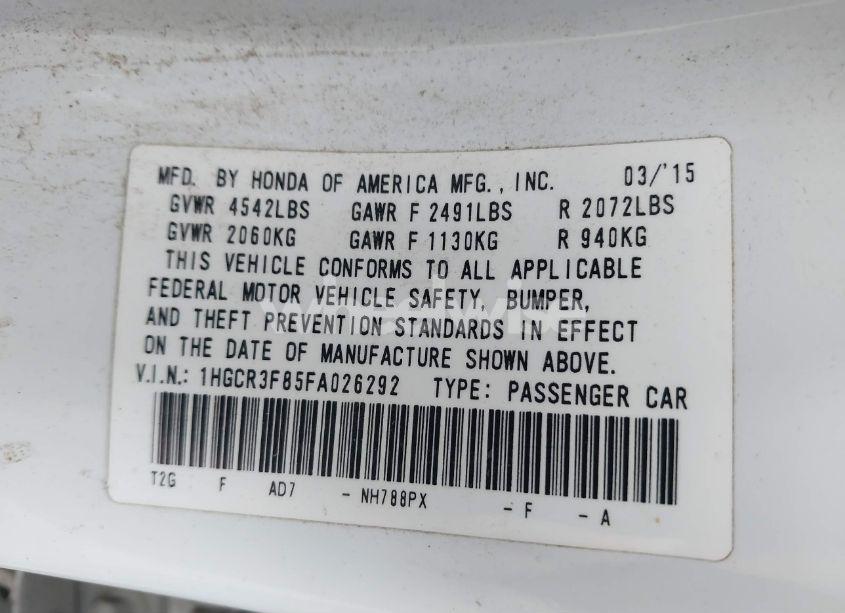 MFD. BY HONDA OF AMERICA MFG., INC. 03/'15
GVWR 4542LBS GAWR F 2491LBS R 2072LBS
GVWR 2060KG GAWR F 1130KG R 940KG
THIS VEHICLE CONFORMS TO ALL APPLICABLE
FEDERAL MOTOR VEHICLE SAFETY, BUMPER,
AND THEFT PREVENTION STANDARDS IN EFFECT
ON THE DATE OF MANUFACTURE SHOWN ABOVE.
V.I.N.: 1HGCR3F85FA026292 TYPE: PASSENGER CAR
T2G F AD7 - NH788PX - F - A